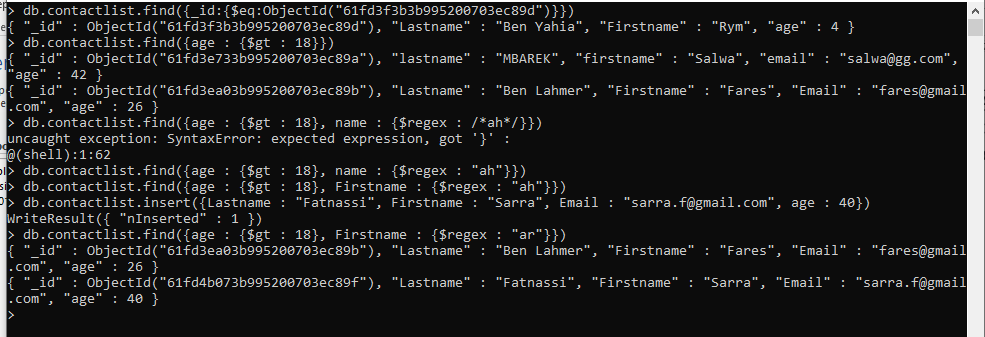 > db.contactlist.find({_id:{$eq:ObjectId("61fd3f3b3b995200703ec89d")}})
{ "_id" : ObjectId("61fd3f3b3b995200703ec89d"), "Lastname" : "Ben Yahia", "Firstname" : "Rym", "age" : 4 }
> db.contactlist.find({age : {$gt : 18}})
{ "_id" : ObjectId("61fd3e733b995200703ec89a"), "lastname" : "MBAREK", "firstname" : "Salwa", "email" : "salwa@gg.com",
"age" : 42 }
{ "_id" : ObjectId("61fd3ea03b995200703ec89b"), "Lastname" : "Ben Lahmer", "Firstname" : "Fares", "Email" : "fares@gmail
.com", "age" : 26 }
> db.contactlist.find({age : {$gt : 18}, name : {$regex : /*ah*/}})
uncaught exception: SyntaxError: expected expression, got '}' :
@(shell):1:62
> db.contactlist.find({age : {$gt : 18}, name : {$regex : "ah"}})
> db.contactlist.find({age : {$gt : 18}, Firstname : {$regex : "ah"}})
> db.contactlist.insert({Lastname : "Fatnassi", Firstname : "Sarra", Email : "sarra.f@gmail.com", age : 40})
WriteResult({ "nInserted" : 1 })
> db.contactlist.find({age : {$gt : 18}, Firstname : {$regex : "ar"}})
{ "_id" : ObjectId("61fd3ea03b995200703ec89b"), "Lastname" : "Ben Lahmer", "Firstname" : "Fares", "Email" : "fares@gmail
.com", "age" : 26 }
{ "_id" : ObjectId("61fd4b073b995200703ec89f"), "Lastname" : "Fatnassi", "Firstname" : "Sarra", "Email" : "sarra.f@gmail
.com", "age" : 40 }
>